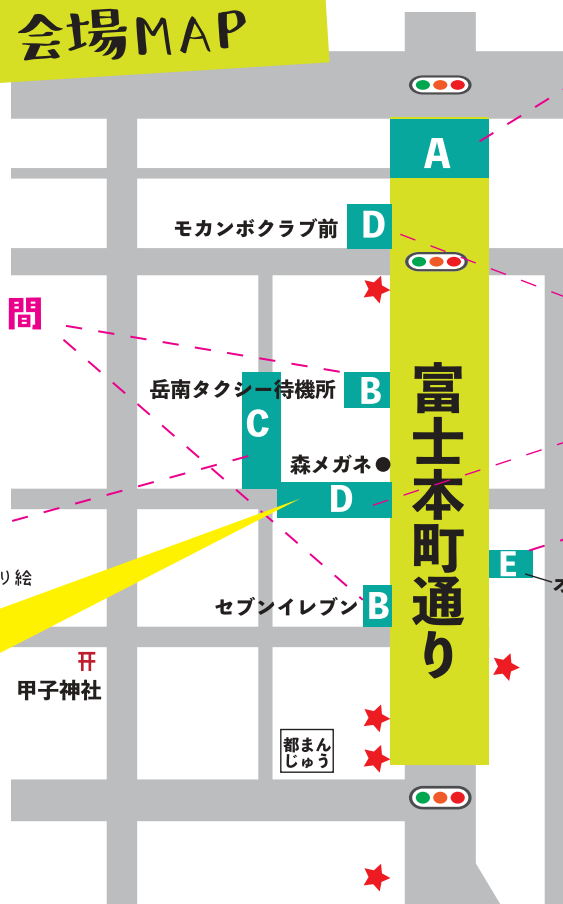 会場MAP
A
モカンボクラブ前
D
間
岳南タクシー待機所
B
C
森メガネ
D
富士本町通り
E
り絵
セブンイレブン
B
甲子神社
都まん
じゅう